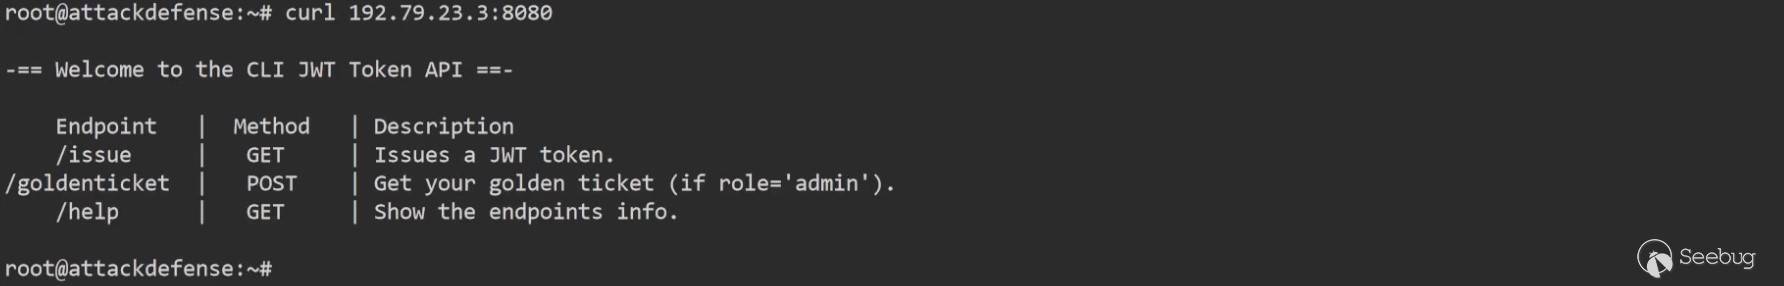 root@attackdefense:~# curl 192.79.23.3:8080
-== Welcome to the CLI JWT Token API ==-
Endpoint | Method | Description
/issue | GET | Issues a JWT token.
/goldenticket | POST | Get your golden ticket (if role='admin').
/help | GET | Show the endpoints info.
root@attackdefense:~#
Seebug